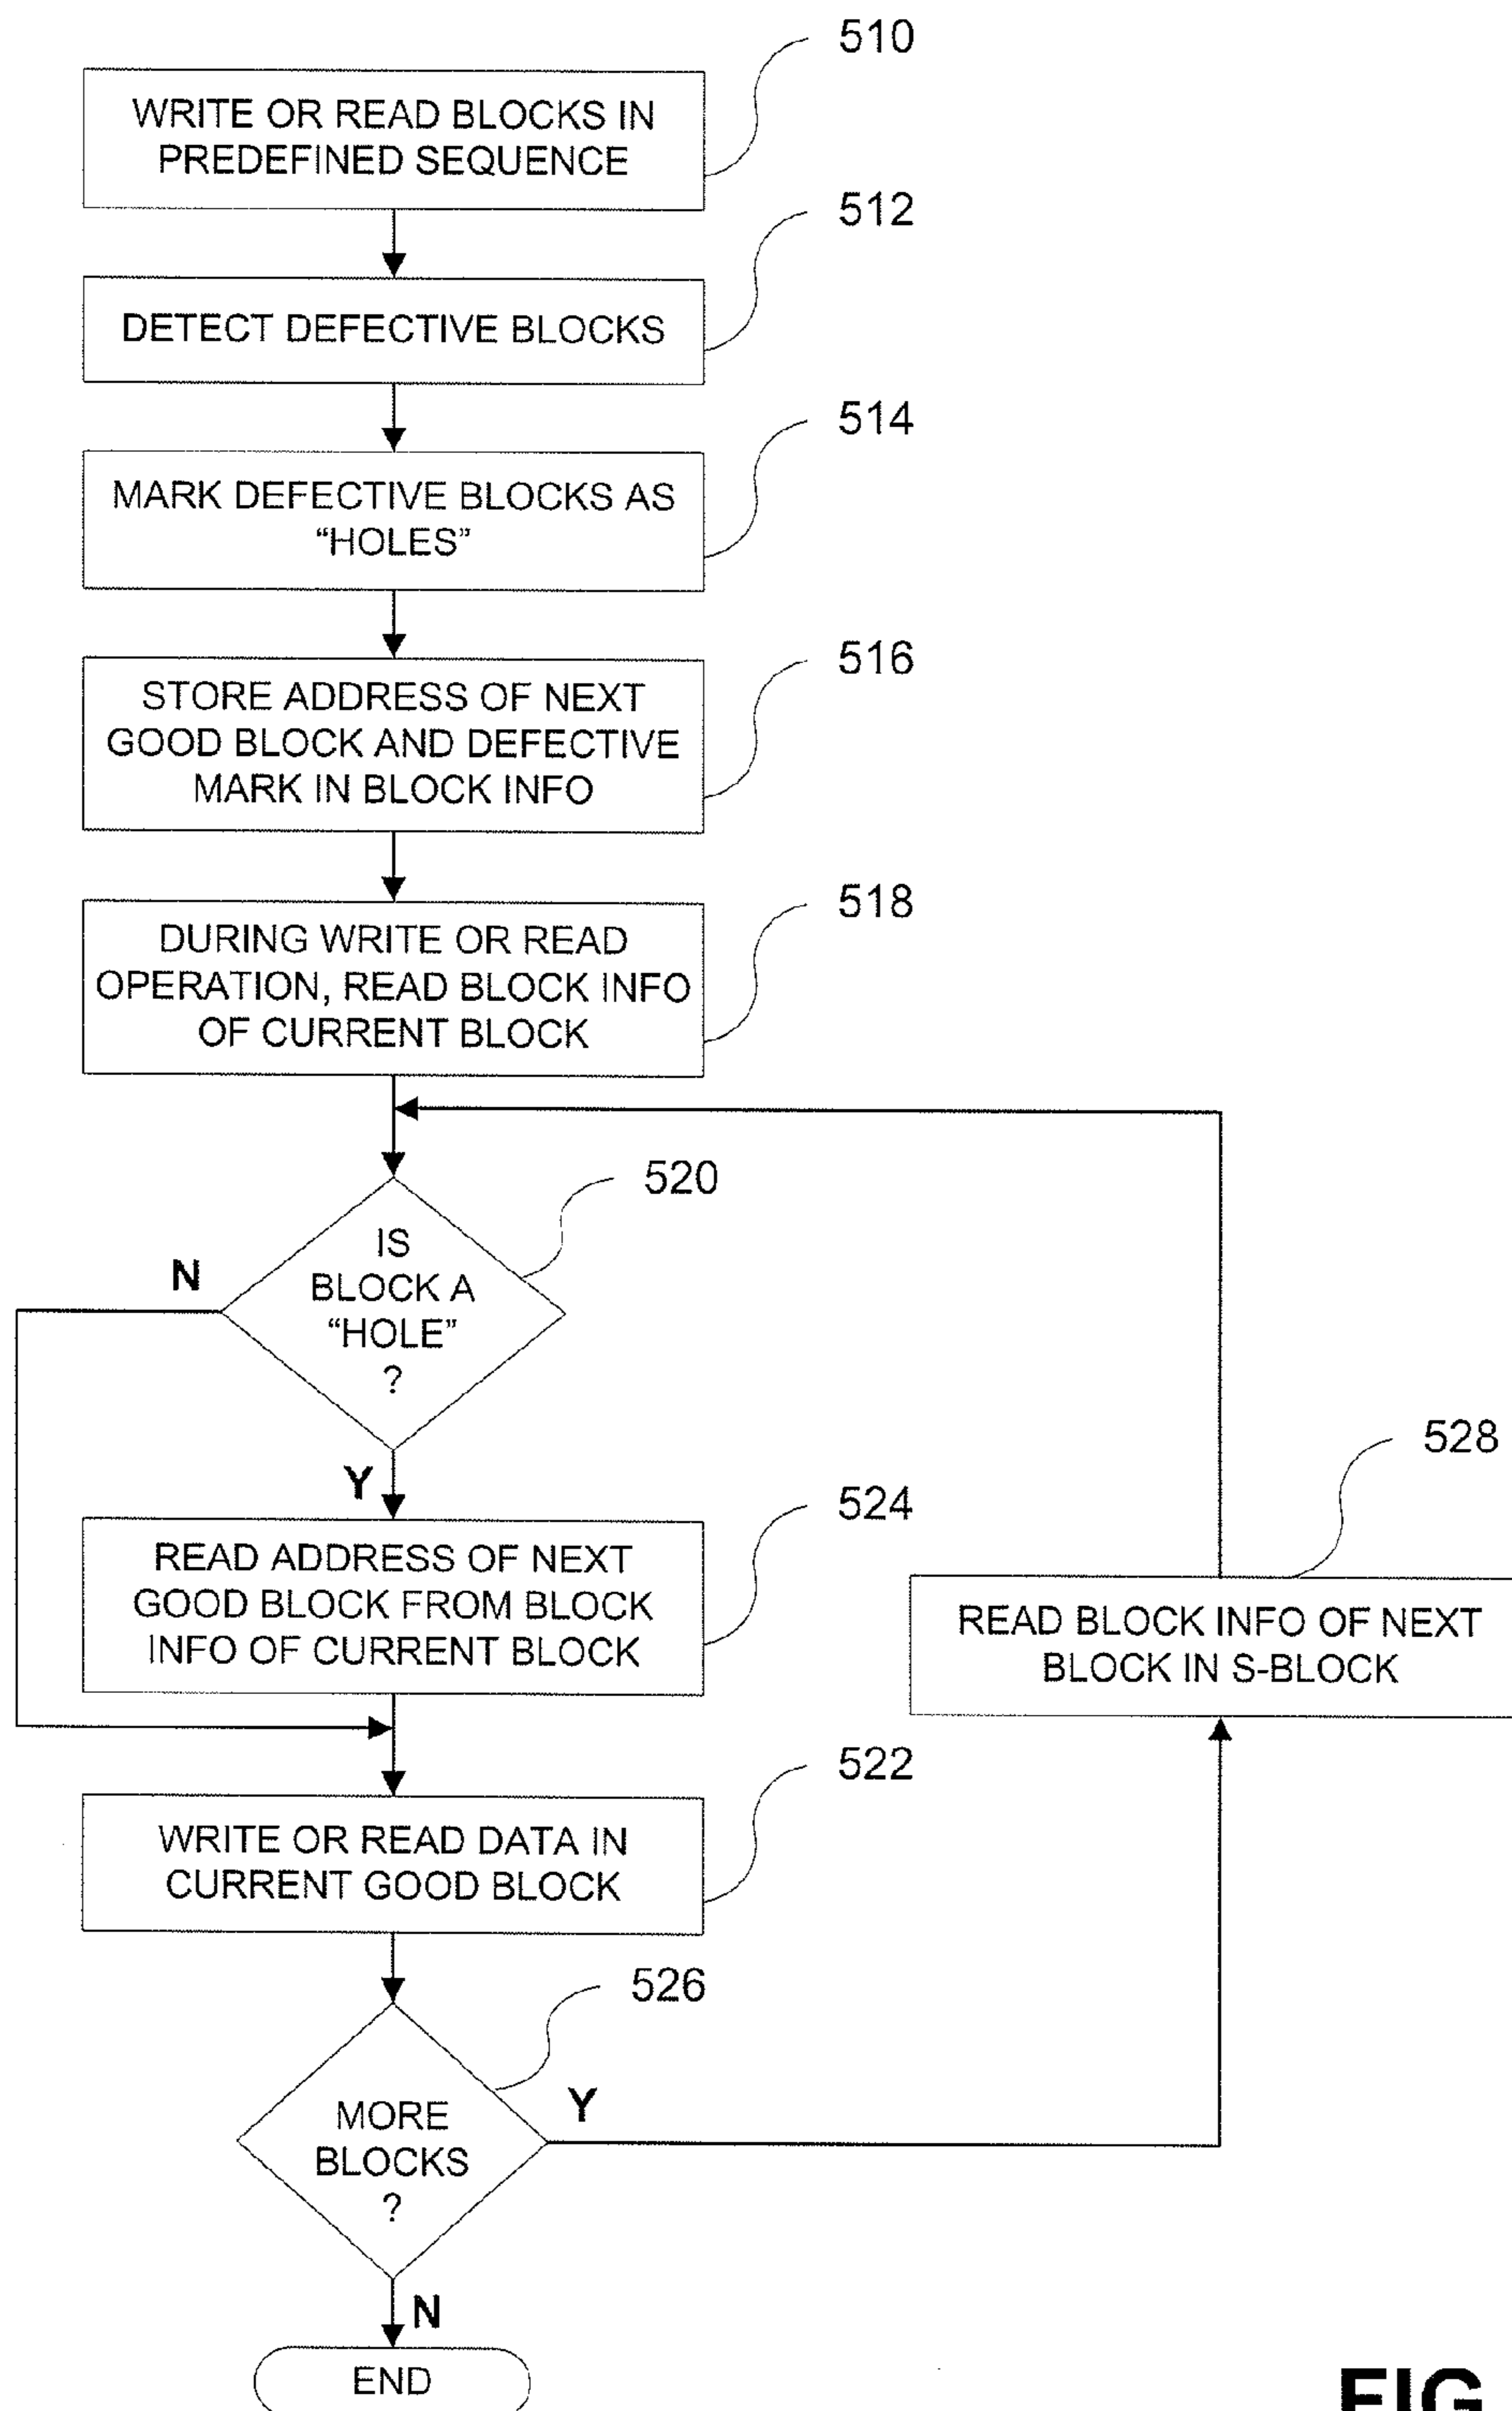 510
WRITE OR READ BLOCKS IN
PREDEFINED SEQUENCE
512
DETECT DEFECTIVE BLOCKS
514
MARK DEFECTIVE BLOCKS AS
“HOLES”
516
STORE ADDRESS OF NEXT
GOOD BLOCK AND DEFECTIVE
MARK IN BLOCK INFO
518
DURING WRITE OR READ
OPERATION, READ BLOCK INFO
OF CURRENT BLOCK
520
N
IS
BLOCK A
“HOLE”
?
Y
524
READ ADDRESS OF NEXT
GOOD BLOCK FROM BLOCK
INFO OF CURRENT BLOCK
528
READ BLOCK INFO OF NEXT
BLOCK IN S-BLOCK
522
WRITE OR READ DATA IN
CURRENT GOOD BLOCK
526
MORE
BLOCKS
?
Y
N
END
FIG